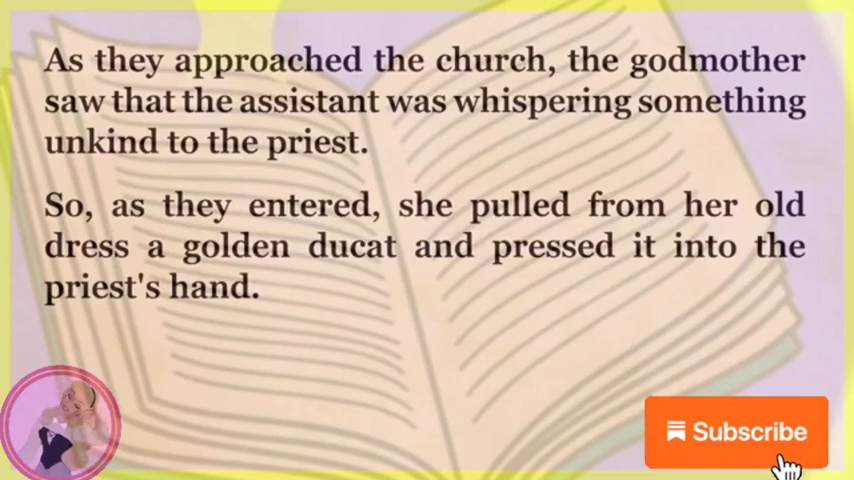 As they approached the church, the godmother
saw that the assistant was whispering something
unkind to the priest.
So, as they entered, she pulled from her old
dress a golden ducat and pressed it into the
priest's hand.
Subscribe